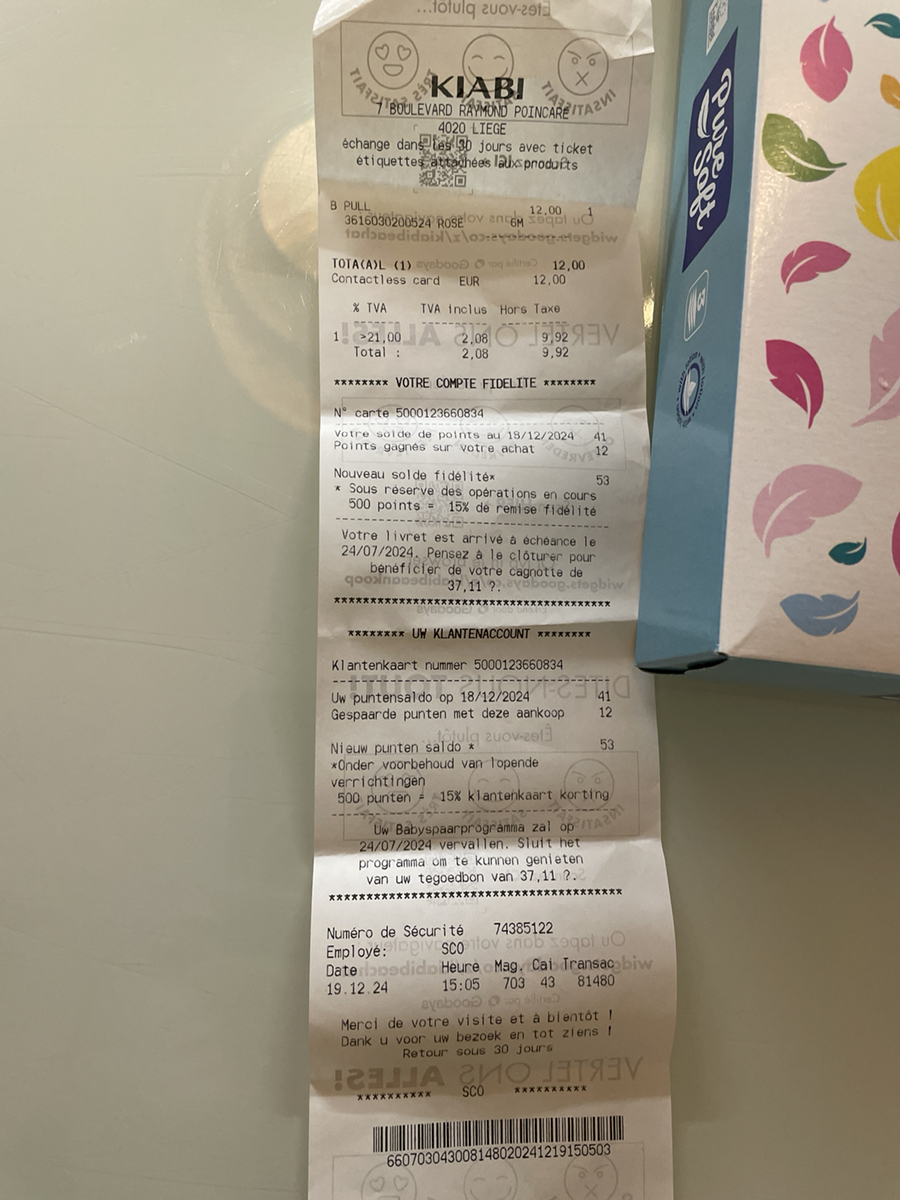 KIABI
7 BOULEVARD RAYMOND POINCARE
4020 LIEGE
échange dans les 30 jours avec ticket
étiquettes attachées aux produits
B PULL 12,00 1
3616030200524 ROSE 6M
TOTA(A)L (1) 12,00
Contactless card EUR 12,00
% TVA TVA inclus Hors Taxe
1 >21,00 2,08 9,92
Total : 2,08 9,92
******** VOTRE COMPTE FIDELITE ********
N° carte 5000123660834
Votre solde de points au 18/12/2024 41
Points gagnés sur votre achat 12
Nouveau solde fidélité* 53
* Sous réserve des opérations en cours
500 points = 15% de remise fidélité
Votre livret est arrivé à échéance le
24/07/2024. Pensez à le clôturer pour
bénéficier de votre cagnotte de
37,11 ?.
************************************
******** UW KLANTENACCOUNT ********
Klantenkaart nummer 5000123660834
Uw puntensaldo op 18/12/2024 41
Gespaarde punten met deze aankoop 12
Nieuw punten saldo * 53
*Onder voorbehoud van lopende
verrichtingen
500 punten = 15% klantenkaart korting
Uw Babyspaarprogramma zal op
24/07/2024 vervallen. Sluit het
programma om te kunnen genieten
van uw tegoedbon van 37,11 ?.
************************************
Numéro de Sécurité 74385122
Employé: SCO
Date Heure Mag. Cai Transac
19.12.24 15:05 703 43 81480
Merci de votre visite et à bientôt !
Dank u voor uw bezoek en tot ziens !
Retour sous 30 jours
********** SCO **********
66070304300814802024121915 0503
Pure Soft
3